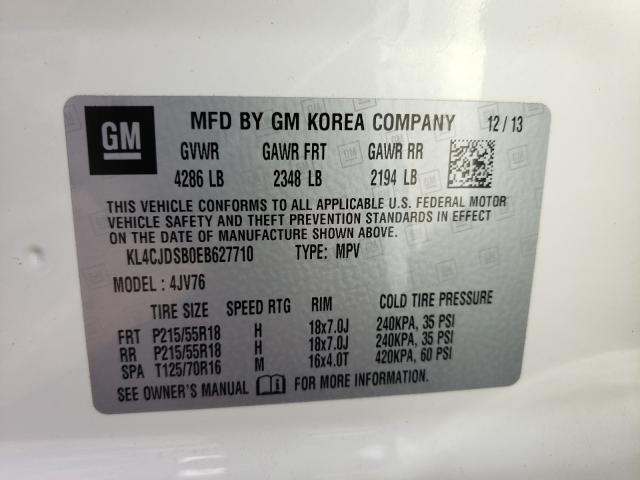 GM
MFD BY GM KOREA COMPANY 12 / 13
GVWR GAWR FRT GAWR RR
4286 LB 2348 LB 2194 LB
THIS VEHICLE CONFORMS TO ALL APPLICABLE U.S. FEDERAL MOTOR
VEHICLE SAFETY AND THEFT PREVENTION STANDARDS IN EFFECT
ON THE DATE OF MANUFACTURE SHOWN ABOVE.
KL4CJDSB0EB627710 TYPE: MPV
MODEL : 4JV76
TIRE SIZE SPEED RTG RIM COLD TIRE PRESSURE
FRT P215/55R18 H 18x7.0J 240KPA, 35 PSI
RR P215/55R18 H 18x7.0J 240KPA, 35 PSI
SPA T125/70R16 M 16x4.0T 420KPA, 60 PSI
SEE OWNER'S MANUAL FOR MORE INFORMATION.